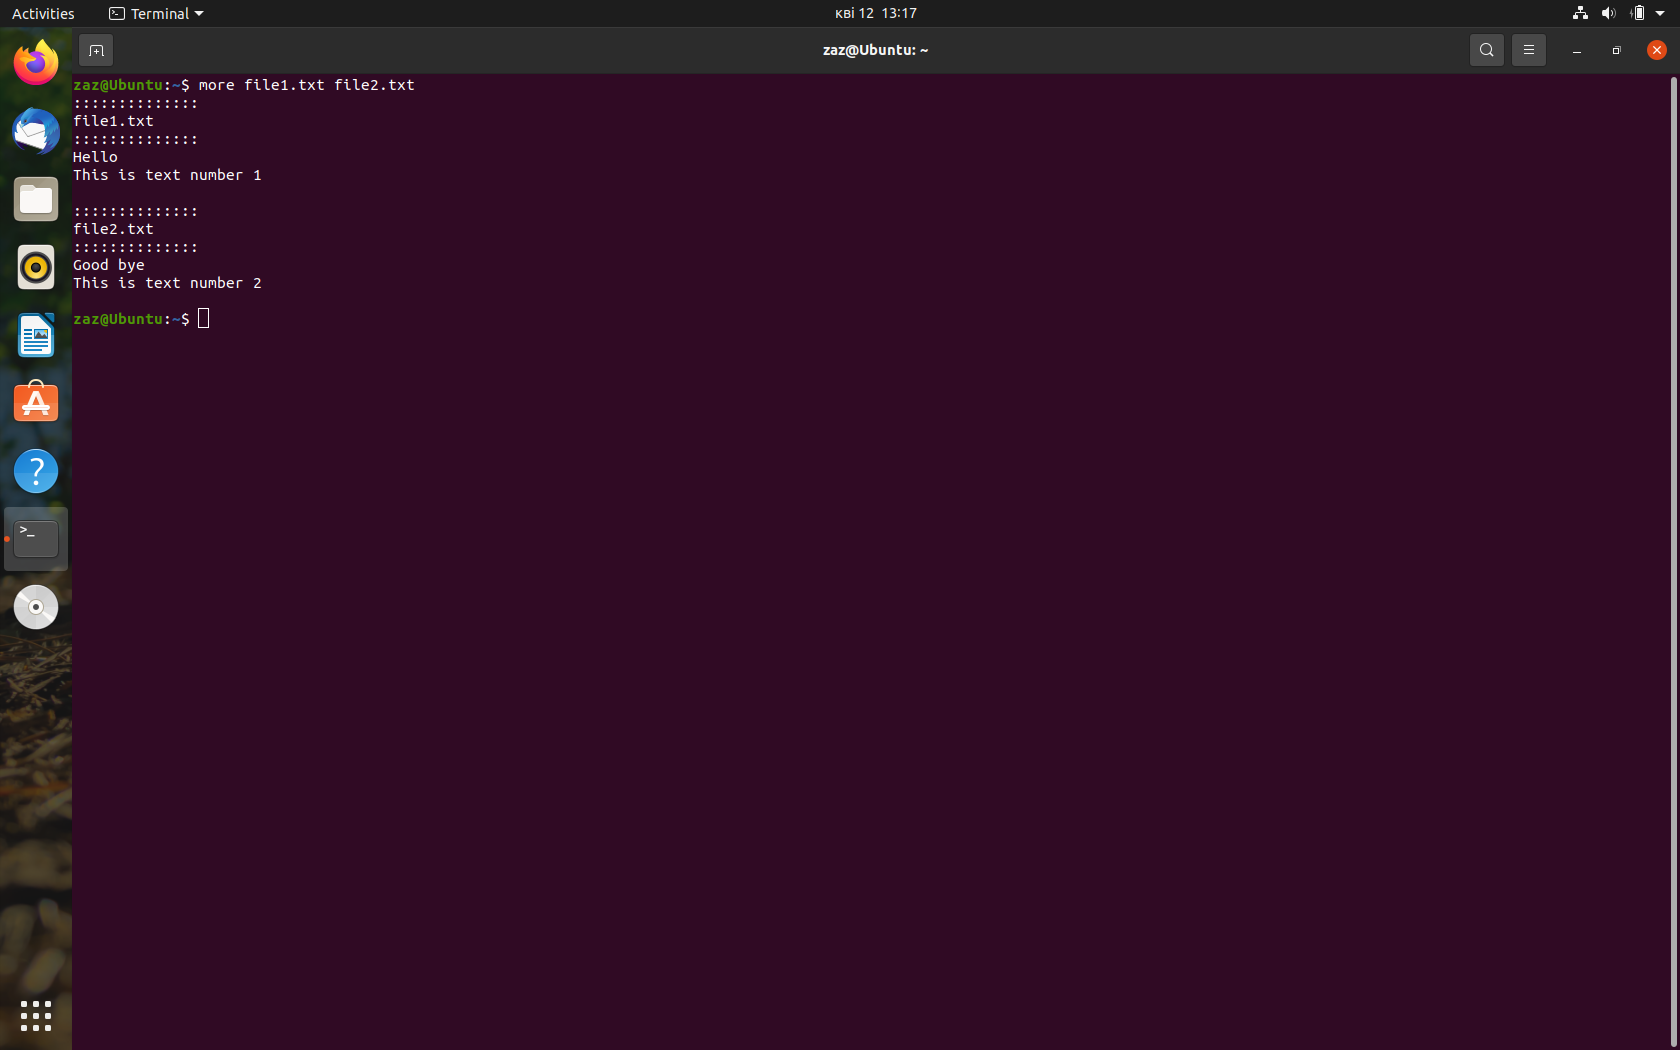 Activities
Terminal
кві 12 13:17
zaz@Ubuntu: ~
zaz@Ubuntu:~$ more file1.txt file2.txt
::::::::::::::
file1.txt
::::::::::::::
Hello
This is text number 1
::::::::::::::
file2.txt
::::::::::::::
Good bye
This is text number 2
zaz@Ubuntu:~$